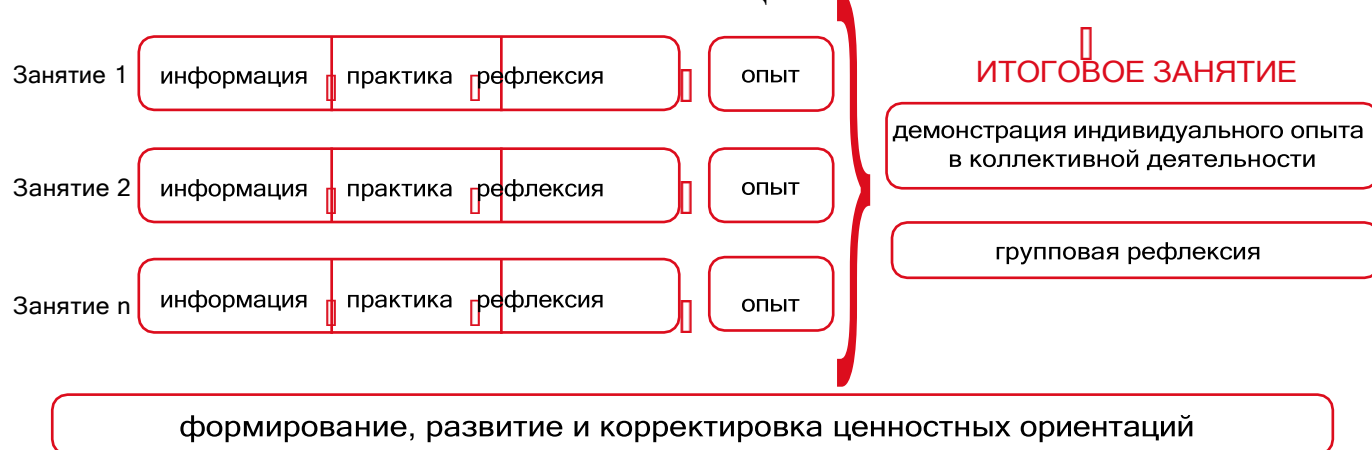 Занятие 1 информация практика рефлексия опыт
Занятие 2 информация практика рефлексия опыт
Занятие n информация практика рефлексия опыт
ИТОГОВОЕ ЗАНЯТИЕ
демонстрация индивидуального опыта
в коллективной деятельности
групповая рефлексия
формирование, развитие и корректировка ценностных ориентаций